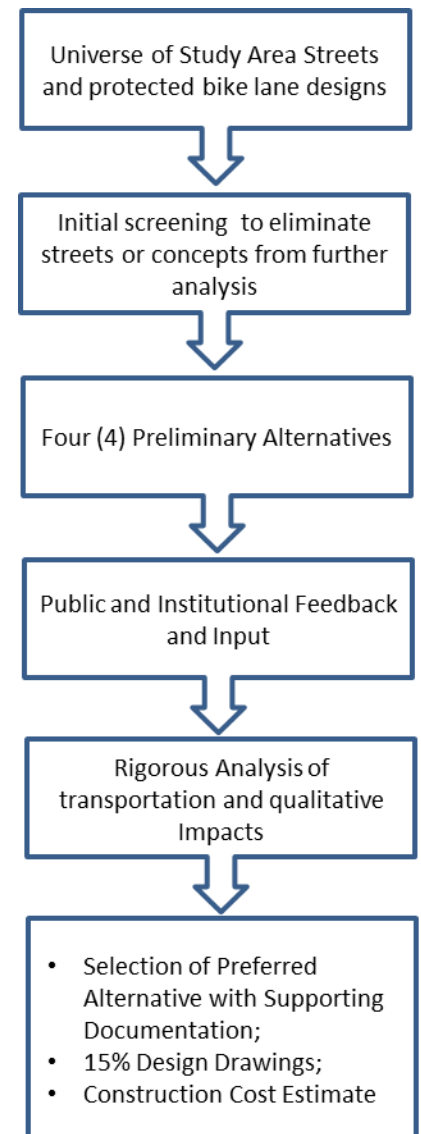 Universe of Study Area Streets
and protected bike lane designs
Initial screening to eliminate
streets or concepts from further
analysis
Four (4) Preliminary Alternatives
Public and Institutional Feedback
and Input
Rigorous Analysis of
transportation and qualitative
Impacts
• Selection of Preferred
Alternative with Supporting
Documentation;
• 15% Design Drawings;
• Construction Cost Estimate